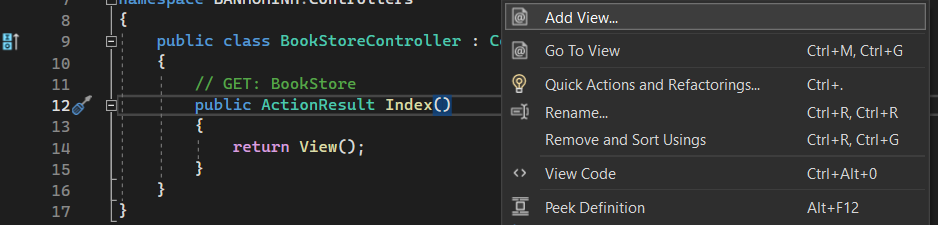 7 namespace BANMOHINH.Controllers
8 {
9 public class BookStoreController : Co
10 {
11 // GET: BookStore
12 public ActionResult Index()
13 {
14 return View();
15 }
16 }
17 }
Add View...
Go To View Ctrl+M, Ctrl+G
Quick Actions and Refactorings... Ctrl+.
Rename... Ctrl+R, Ctrl+R
Remove and Sort Usings Ctrl+R, Ctrl+G
View Code Ctrl+Alt+0
Peek Definition Alt+F12